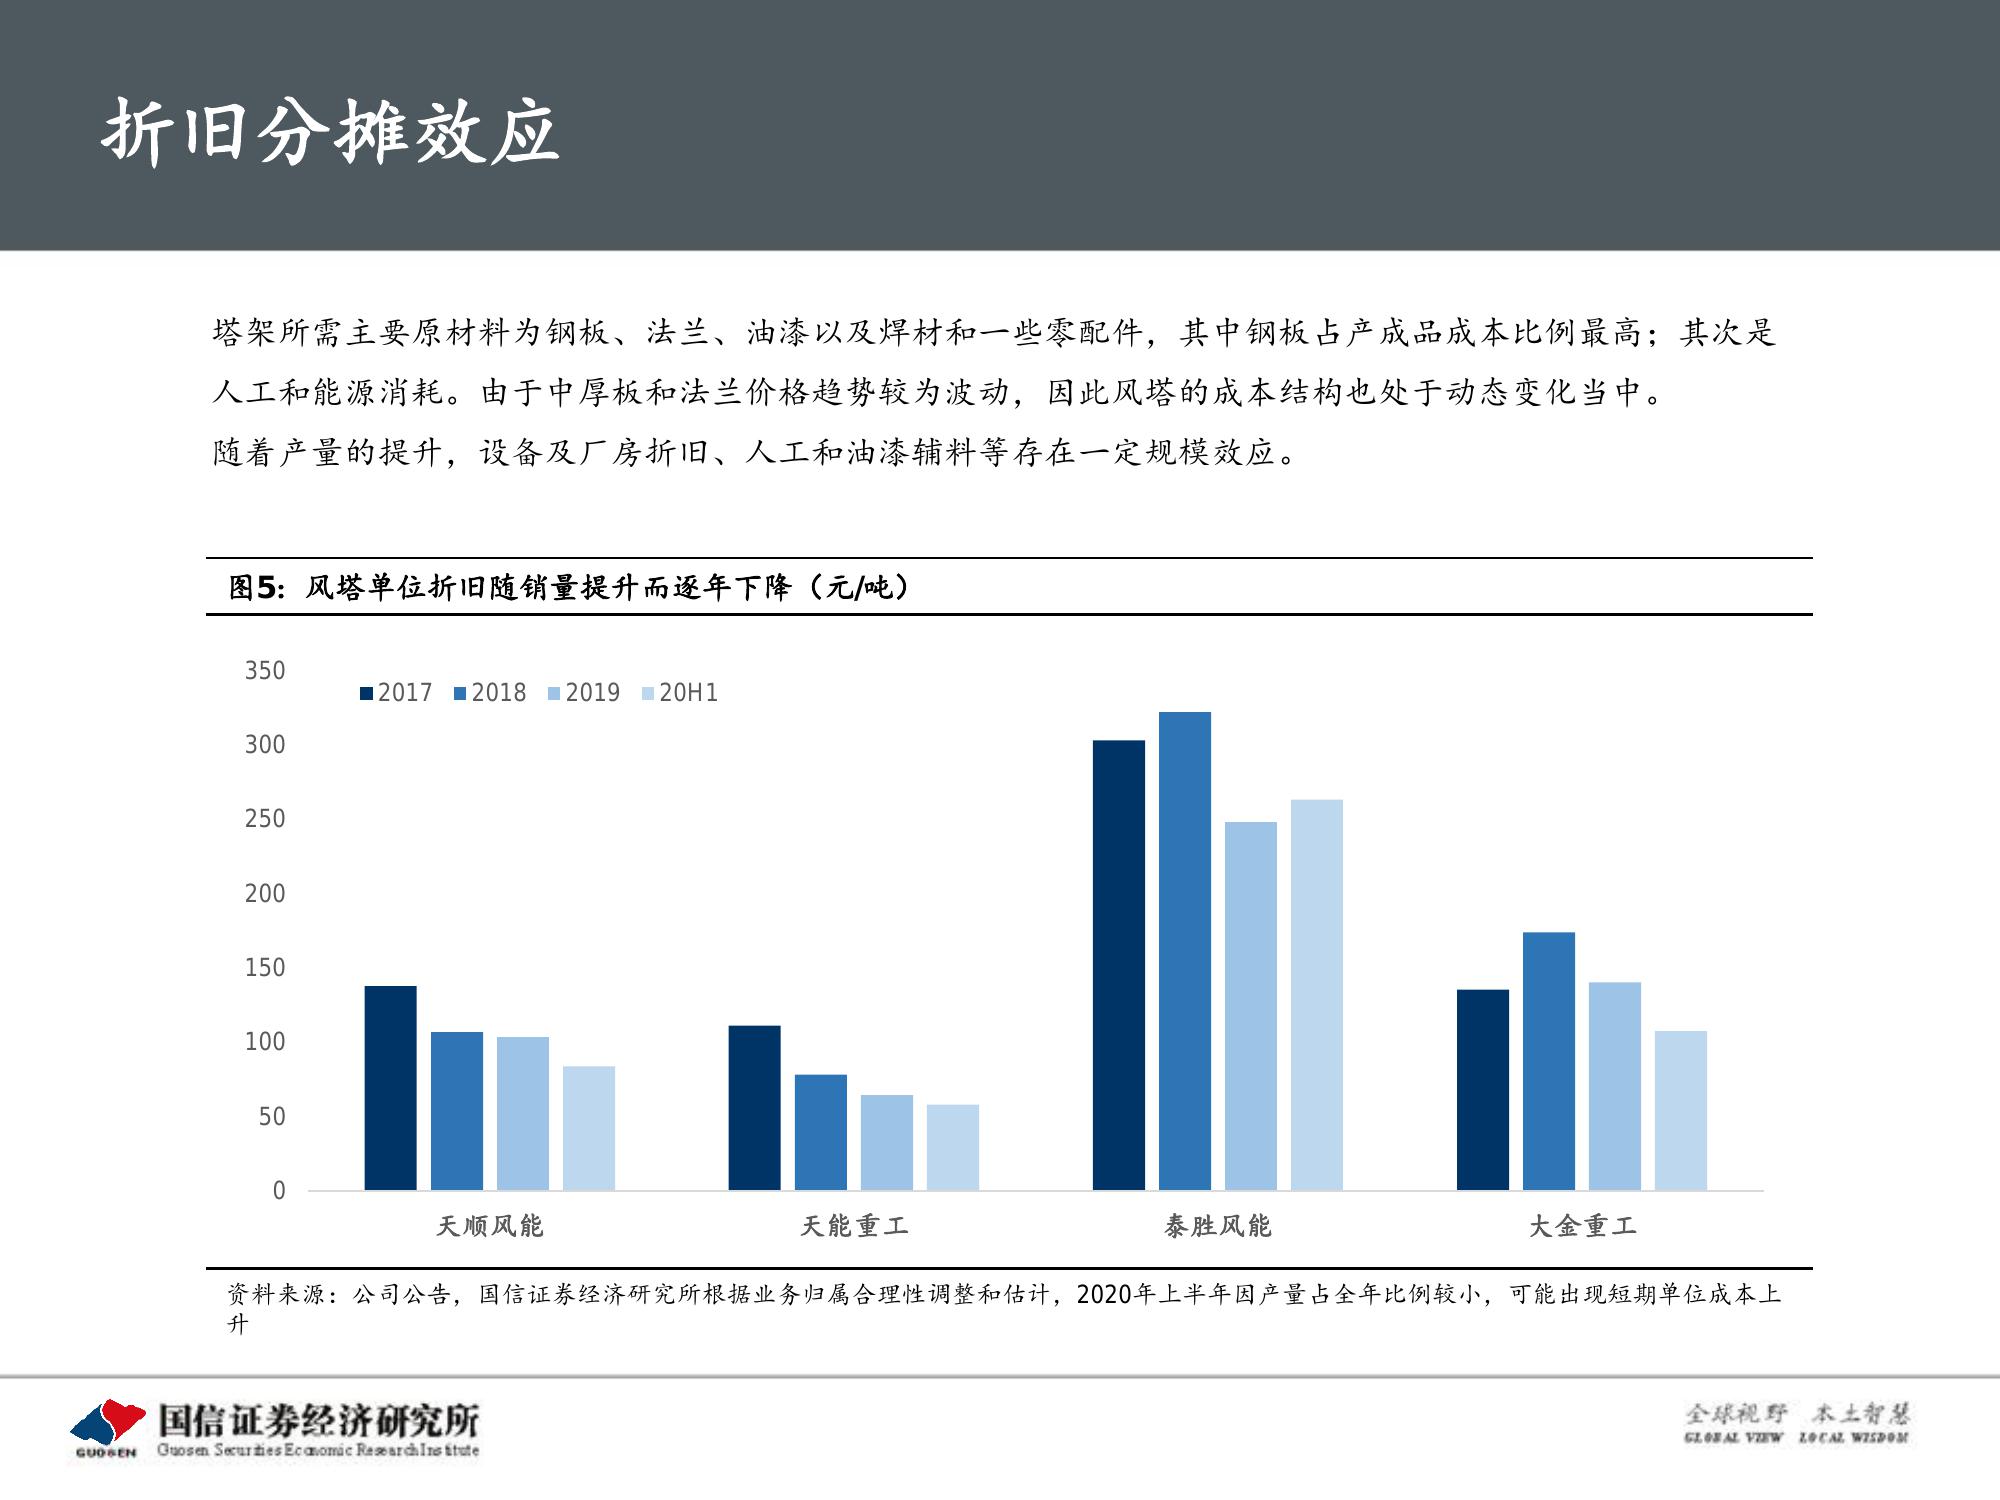 折旧分摊效应
塔架所需主要原材料为钢板、法兰、油漆以及焊材和一些零配件，其中钢板占产成品成本比例最高；其次是
人工和能源消耗。由于中厚板和法兰价格趋势较为波动，因此风塔的成本结构也处于动态变化当中。
随着产量的提升，设备及厂房折旧、人工和油漆辅料等存在一定规模效应。
图5：风塔单位折旧随销量提升而逐年下降（元/吨）
350
2017 2018 2019 20H1
300
250
200
150
100
50
0
天顺风能 天能重工 泰胜风能 大金重工
资料来源：公司公告，国信证券经济研究所根据业务归属合理性调整和估计，2020年上半年因产量占全年比例较小，可能出现短期单位成本上
升
国信证券经济研究所
GUOSEN Guosen Securities Economic Research Institute
全球视野 本土智慧
GLOBAL VIEW LOCAL WISDOM